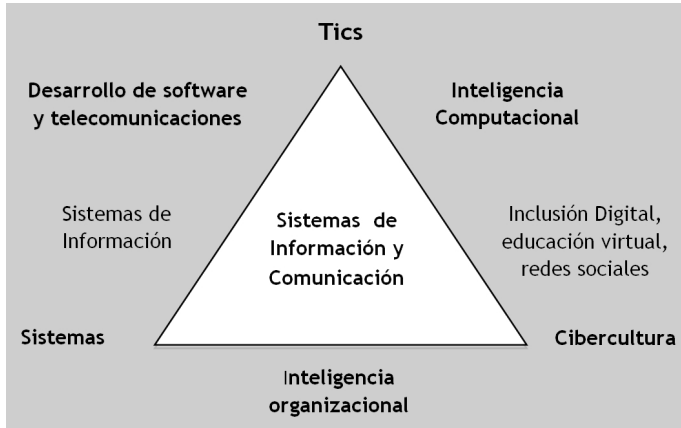 Tics
Desarrollo de software
y telecomunicaciones
Inteligencia
Computacional
Sistemas de
Información
Sistemas de
Información y
Comunicación
Inclusión Digital,
educación virtual,
redes sociales
Sistemas
Cibercultura
Inteligencia
organizacional